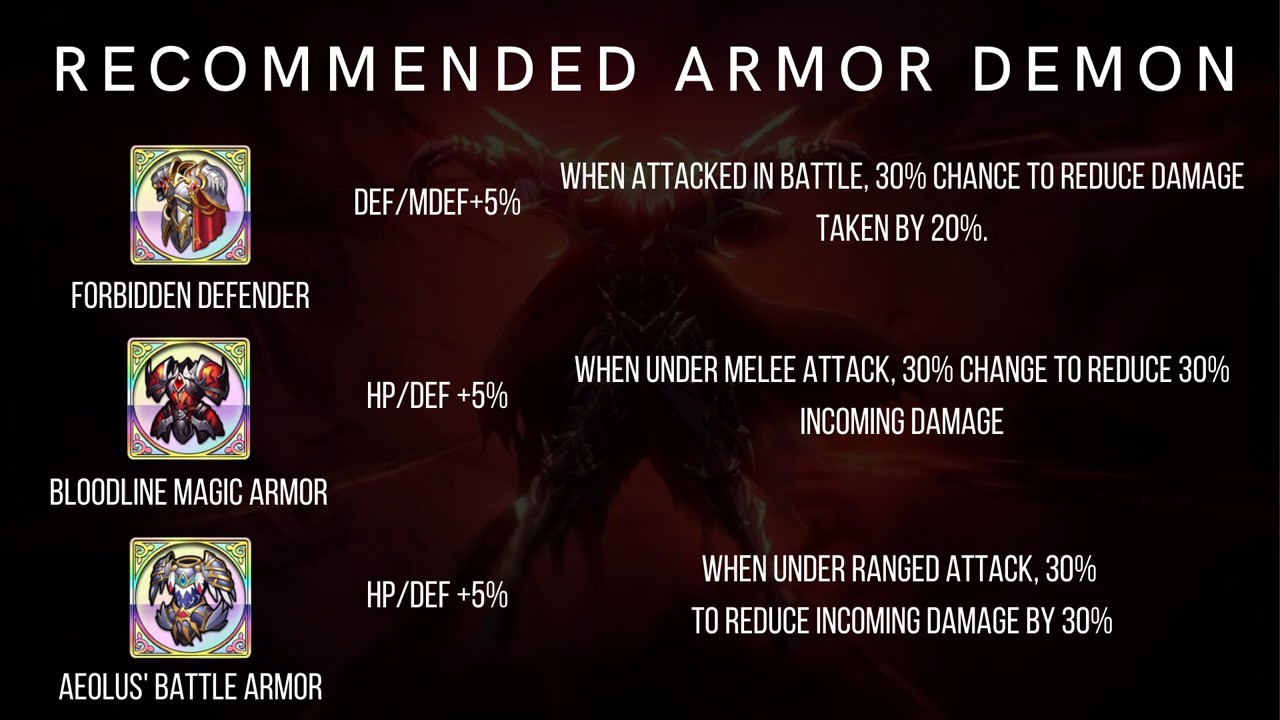 RECOMMENDED ARMOR DEMON
DEF/MDEF+5%
WHEN ATTACKED IN BATTLE, 30% CHANCE TO REDUCE DAMAGE
TAKEN BY 20%.
FORBIDDEN DEFENDER
HP/DEF +5%
WHEN UNDER MELEE ATTACK, 30% CHANGE TO REDUCE 30%
INCOMING DAMAGE
BLOODLINE MAGIC ARMOR
HP/DEF +5%
WHEN UNDER RANGED ATTACK, 30%
TO REDUCE INCOMING DAMAGE BY 30%
AEOLUS' BATTLE ARMOR